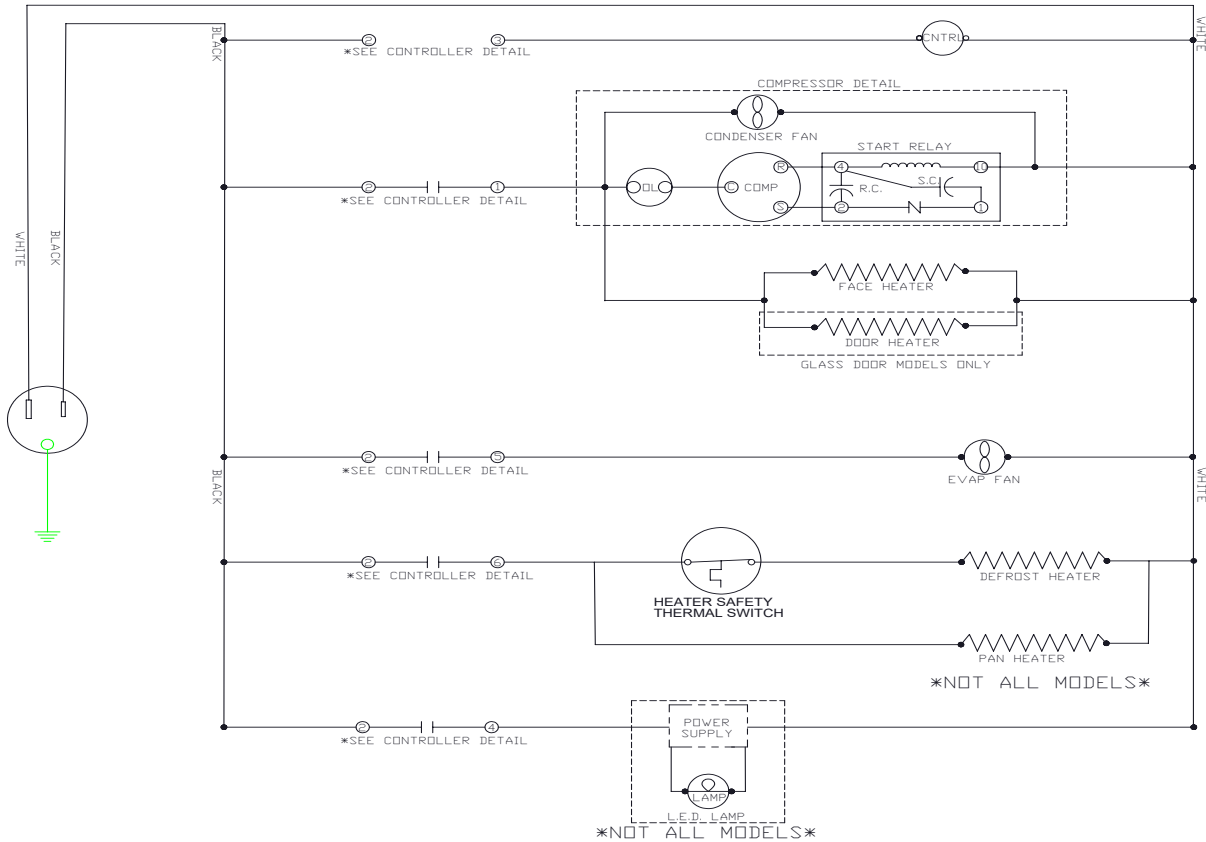 BLACK
WHITE
② ③
*SEE CONTROLLER DETAIL
CNTRL
COMPRESSOR DETAIL
CONDENSER FAN
START RELAY
R 4 10
② ①
OL C COMP
R.C. S.C.
*SEE CONTROLLER DETAIL
S 2 1
WHITE
BLACK
FACE HEATER
DOOR HEATER
GLASS DOOR MODELS ONLY
② ⑤
*SEE CONTROLLER DETAIL
EVAP FAN
BLACK
WHITE
② ⑥
*SEE CONTROLLER DETAIL
DEFROST HEATER
HEATER SAFETY
THERMAL SWITCH
PAN HEATER
*NOT ALL MODELS*
② ④
*SEE CONTROLLER DETAIL
POWER
SUPPLY
LAMP
L.E.D. LAMP
*NOT ALL MODELS*